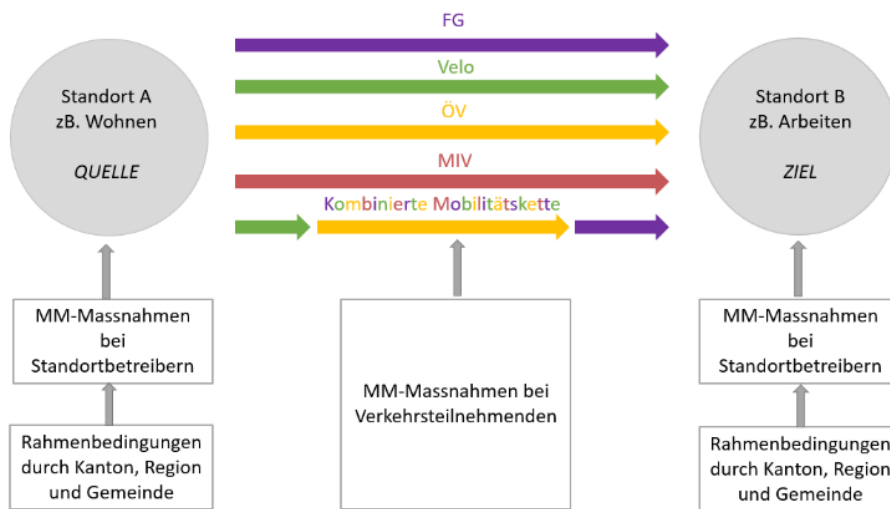 FG
Velo
ÖV
MIV
Kombinierte Mobilitätskette
Standort A
zB. Wohnen
QUELLE
Standort B
zB. Arbeiten
ZIEL
MM-Massnahmen
bei
Standortbetreibern
Rahmenbedingungen
durch Kanton, Region
und Gemeinde
MM-Massnahmen bei
Verkehrsteilnehmenden
MM-Massnahmen
bei
Standortbetreibern
Rahmenbedingungen
durch Kanton, Region
und Gemeinde